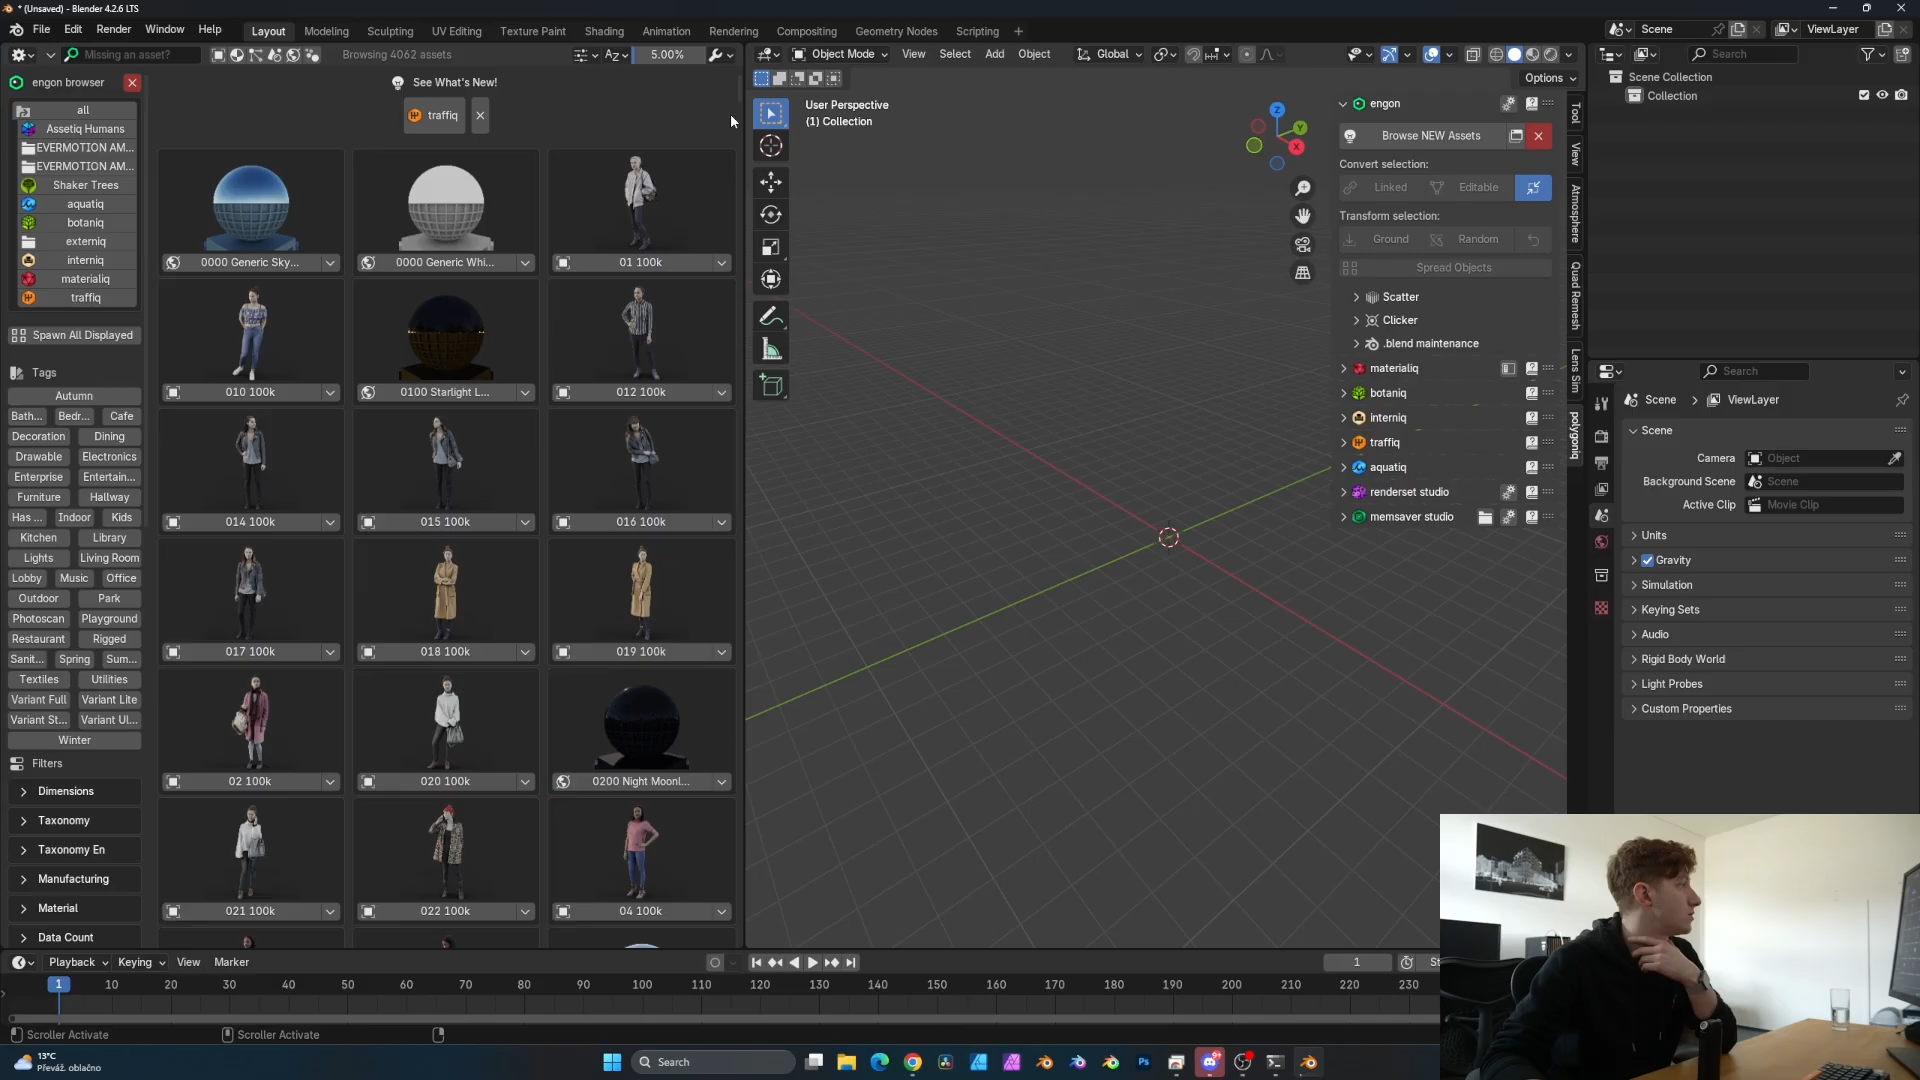 * (Unsaved) - Blender 4.2.6 LTS
File Edit Render Window Help
Layout Modeling Sculpting UV Editing Texture Paint Shading Animation Rendering Compositing Geometry Nodes Scripting +
Scene
ViewLayer
Missing an asset?
Browsing 4062 assets
5.00%
Object Mode View Select Add Object
Global
Search
engon browser
See What's New!
traffiq
Options
all
Assetiq Humans
EVERMOTION AM...
EVERMOTION AM...
Shaker Trees
aquatiq
botaniq
externiq
interniq
materialiq
traffiq
Spawn All Displayed
Tags
Autumn
Bath... Bedr... Cafe
Decoration Dining
Drawable Electronics
Enterprise Entertain...
Furniture Hallway
Has ... Indoor Kids
Kitchen Library
Lights Living Room
Lobby Music Office
Outdoor Park
Photoscan Playground
Restaurant Rigged
Sanit... Spring Sum...
Textiles Utilities
Variant Full Variant Lite
Variant St... Variant Ul...
Winter
Filters
Dimensions
Taxonomy
Taxonomy En
Manufacturing
Material
Data Count
0000 Generic Sky... 0000 Generic Whi... 01 100k
010 100k 0100 Starlight L... 012 100k
014 100k 015 100k 016 100k
017 100k 018 100k 019 100k
02 100k 020 100k 0200 Night Moonl...
021 100k 022 100k 04 100k
User Perspective
(1) Collection
Z
Y
X
engon
Browse NEW Assets
Convert selection:
Linked Editable
Transform selection:
Ground Random
Spread Objects
Scatter
Clicker
.blend maintenance
materialiq
botaniq
interniq
traffiq
aquatiq
renderset studio
memsaver studio
Tool
View
Atmosphere
Quad Remesh
Lens Sim
polygoniq
Scene Collection
Collection
Search
Scene ViewLayer
Scene
Camera Object
Background Scene Scene
Active Clip Movie Clip
Units
Gravity
Simulation
Keying Sets
Audio
Rigid Body World
Light Probes
Custom Properties
Playback Keying View Marker
1
St
1 10 20 30 40 50 60 70 80 90 100 110 120 130 140 150 160 170 180 190 200 210 220 230
Scroller Activate Scroller Activate
13°C
Převáž. oblačno
Search